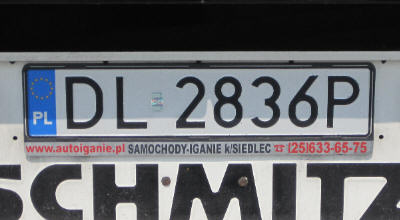 PL DL 2836P
www.autoiganie.pl SAMOCHODY-IGANIE k/SIEDLEC ☎ (25)633-65-75
SCHMITZ